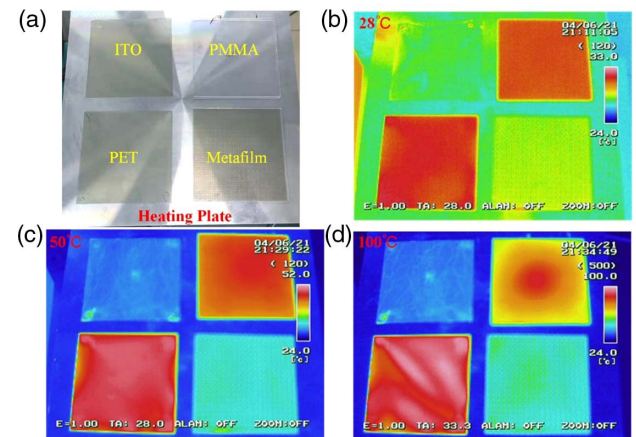 (a)
ITO
PMMA
PET
Metafilm
Heating Plate
(b)
28℃
04/06/21
21:11:05
( 120)
33.0
24.0
[℃]
E=1.00 TA: 28.0 ALAM: OFF ZOOM:OFF
(c)
50℃
04/06/21
21:29:22
( 120)
52.0
24.0
[℃]
E=1.00 TA: 28.0 ALAM: OFF ZOOM:OFF
(d)
100℃
04/06/21
21:34:49
(500)
100.0
24.0
[℃]
E=1.00 TA: 33.3 ALAM: OFF ZOOM:OFF